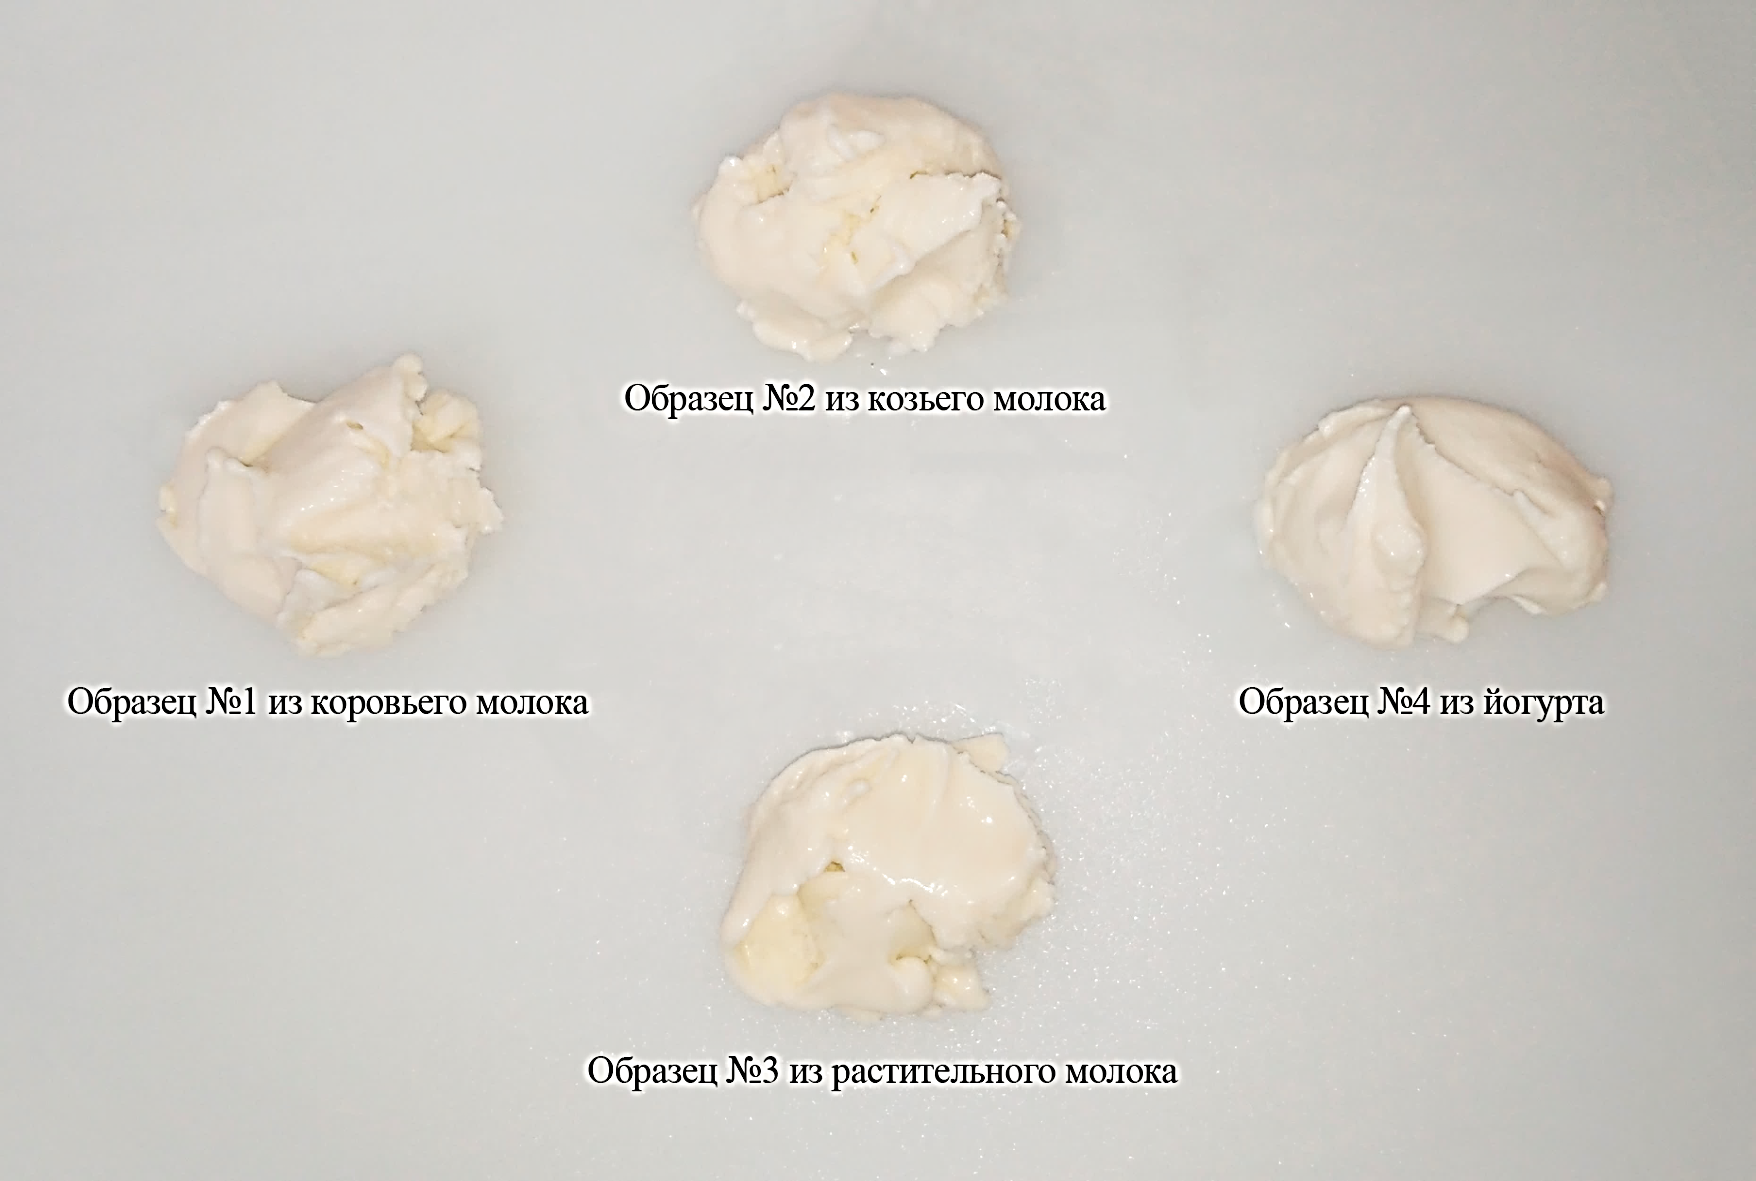 Образец №2 из козьего молока
Образец №1 из коровьего молока
Образец №4 из йогурта
Образец №3 из растительного молока